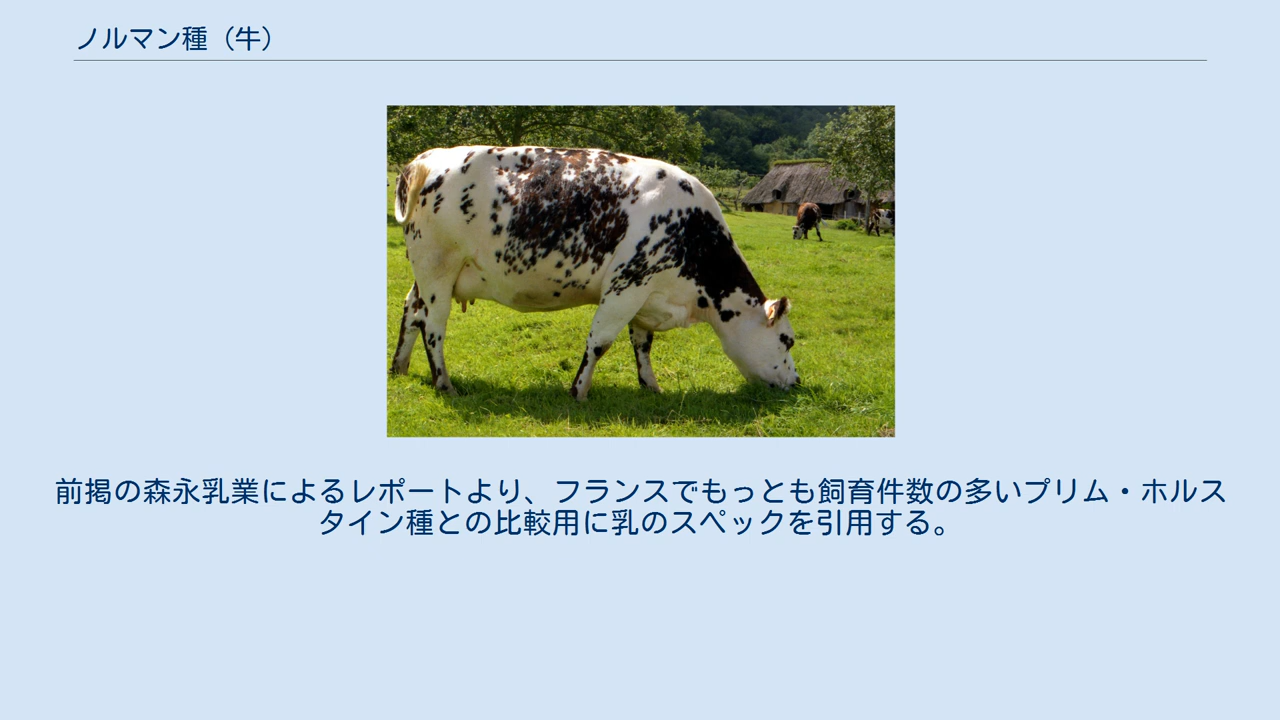 ノルマン種（牛）
前掲の森永乳業によるレポートより、フランスでもっとも飼育件数の多いプリム・ホルス
タイン種との比較用に乳のスペックを引用する。